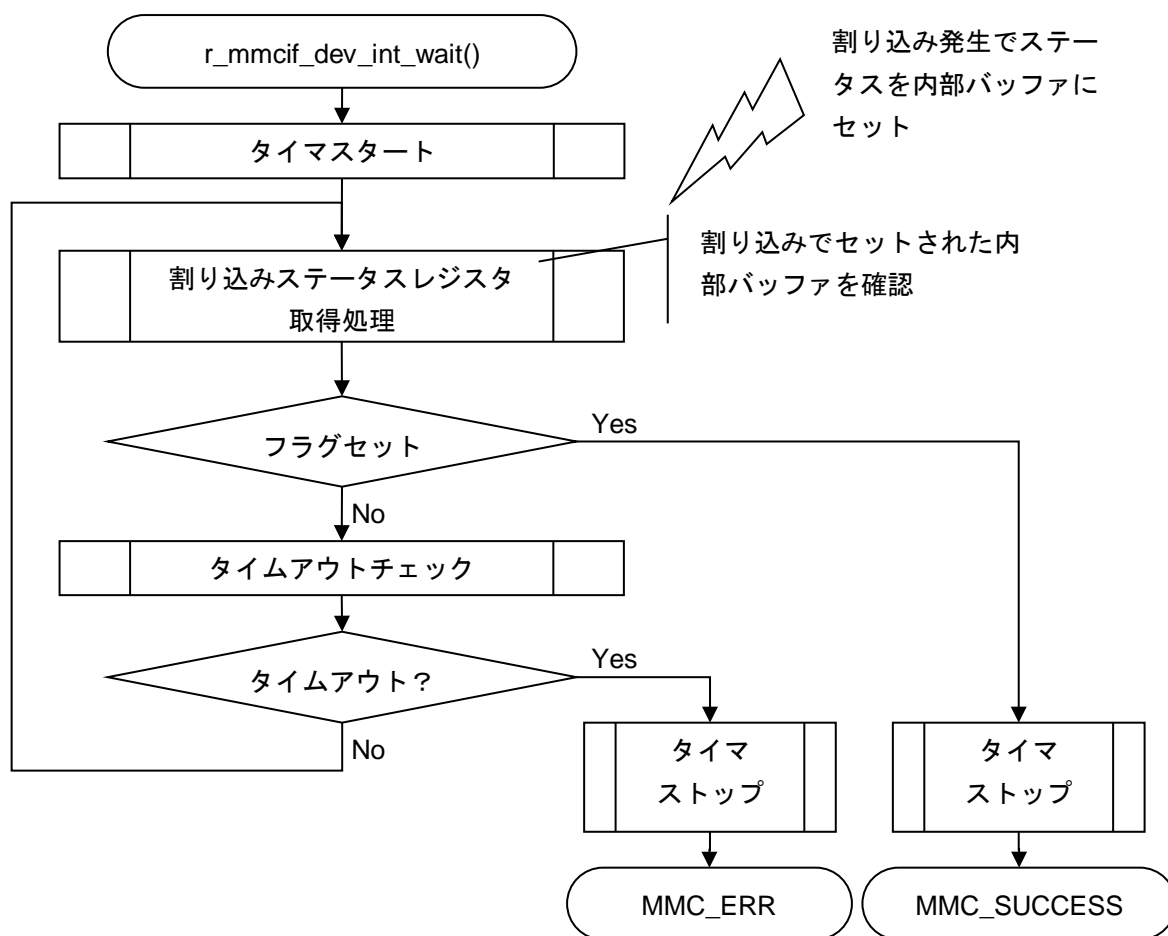 r_mmcif_dev_int_wait()
割り込み発生でステー
タスを内部バッファに
セット
タイマスタート
割り込みステータスレジスタ
取得処理
割り込みでセットされた内
部バッファを確認
フラグセット
Yes
No
タイムアウトチェック
タイムアウト？
Yes
No
タイマ
ストップ
タイマ
ストップ
MMC_ERR
MMC_SUCCESS